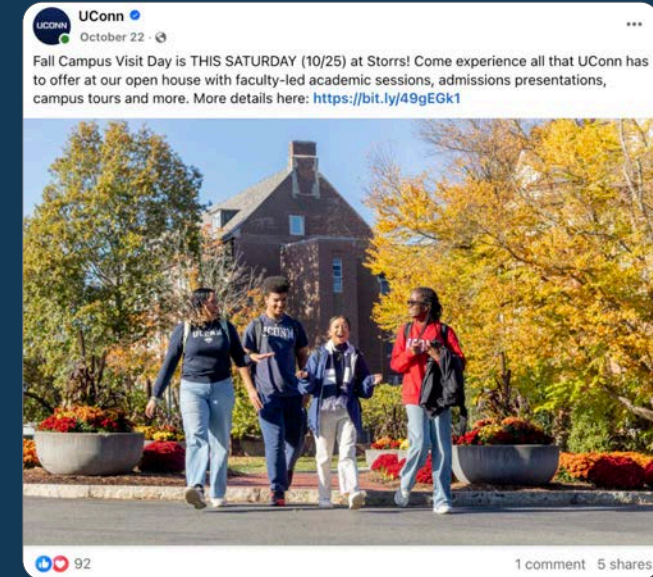 UCONN
UConn
October 22 ·
Fall Campus Visit Day is THIS SATURDAY (10/25) at Storrs! Come experience all that UConn has
to offer at our open house with faculty-led academic sessions, admissions presentations,
campus tours and more. More details here: https://bit.ly/49gEGk1
UCONN
92
1 comment 5 shares